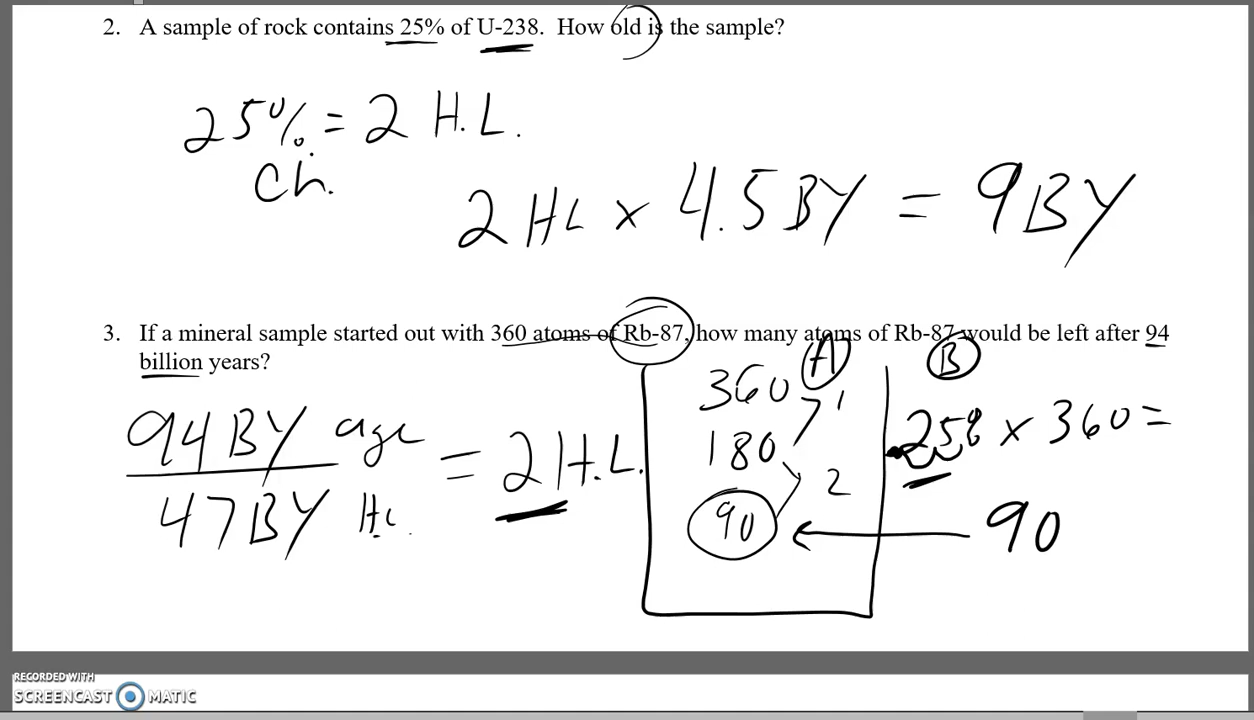 2. A sample of rock contains 25% of U-238. How old is the sample?
25% = 2 H.L.
Ch.
2 HL x 4.5 BY = 9 BY
3. If a mineral sample started out with 360 atoms of Rb-87, how many atoms of Rb-87 would be left after 94
billion years?
94 BY age
47 BY HL
= 2 H.L.
A
360
1
180
2
90
B
.25 x 360 =
90
RECORDED WITH
SCREENCAST MATIC